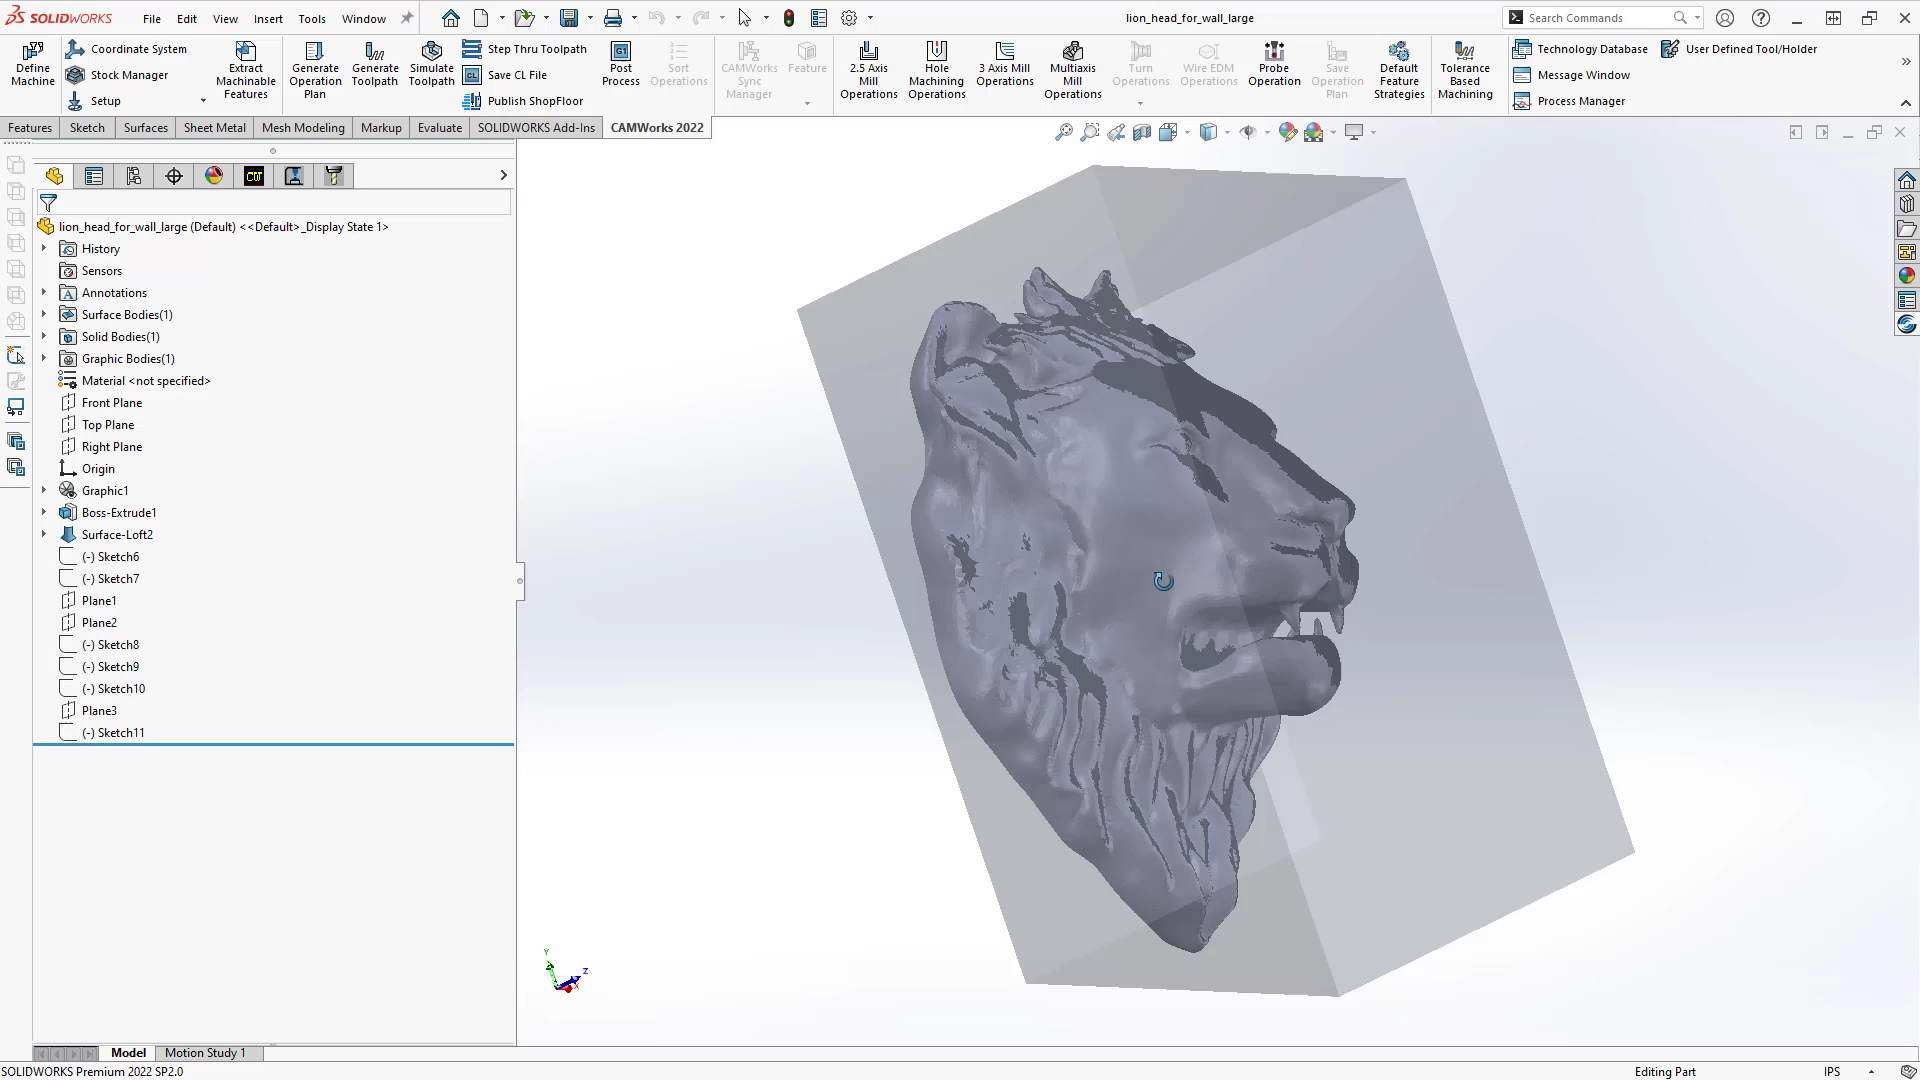 SOLIDWORKS
File Edit View Insert Tools Window
lion_head_for_wall_large
Search Commands
Define Machine
Coordinate System
Stock Manager
Setup
Extract Machinable Features
Generate Operation Plan
Generate Toolpath
Simulate Toolpath
Step Thru Toolpath
CL Save CL File
Publish ShopFloor
G1 Post Process
Sort Operations
CAMWorks Sync Manager
Feature
2.5 Axis Mill Operations
Hole Machining Operations
3 Axis Mill Operations
Multiaxis Mill Operations
Turn Operations
Wire EDM Operations
Probe Operation
Save Operation Plan
Default Feature Strategies
Tolerance Based Machining
Technology Database
User Defined Tool/Holder
Message Window
Process Manager
Features Sketch Surfaces Sheet Metal Mesh Modeling Markup Evaluate SOLIDWORKS Add-Ins CAMWorks 2022
CW
lion_head_for_wall_large (Default) <<Default>_Display State 1>
History
Sensors
A Annotations
Surface Bodies(1)
Solid Bodies(1)
Graphic Bodies(1)
Material <not specified>
Front Plane
Top Plane
Right Plane
Origin
Graphic1
Boss-Extrude1
Surface-Loft2
(-) Sketch6
(-) Sketch7
Plane1
Plane2
(-) Sketch8
(-) Sketch9
(-) Sketch10
Plane3
(-) Sketch11
Y
Z
X
Model Motion Study 1
SOLIDWORKS Premium 2022 SP2.0
Editing Part
IPS